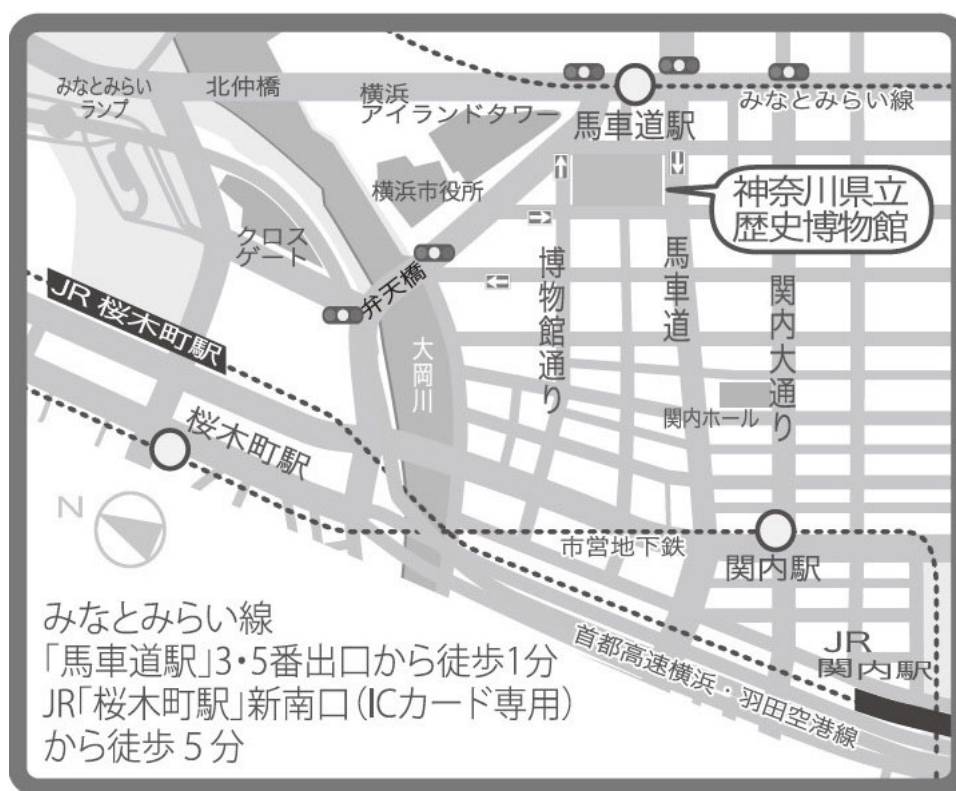 みなとみらい
ランプ
北仲橋
横浜
アイランドタワー
みなとみらい線
馬車道駅
横浜市役所
神奈川県立
歴史博物館
クロス
ゲート
弁天橋
博物館通り
馬車道
関内大通り
JR 桜木町駅
大岡川
関内ホール
桜木町駅
N
市営地下鉄
関内駅
JR
関内駅
首都高速横浜・羽田空港線
みなとみらい線
「馬車道駅」3・5番出口から徒歩1分
JR「桜木町駅」新南口(ICカード専用)
から徒歩5分